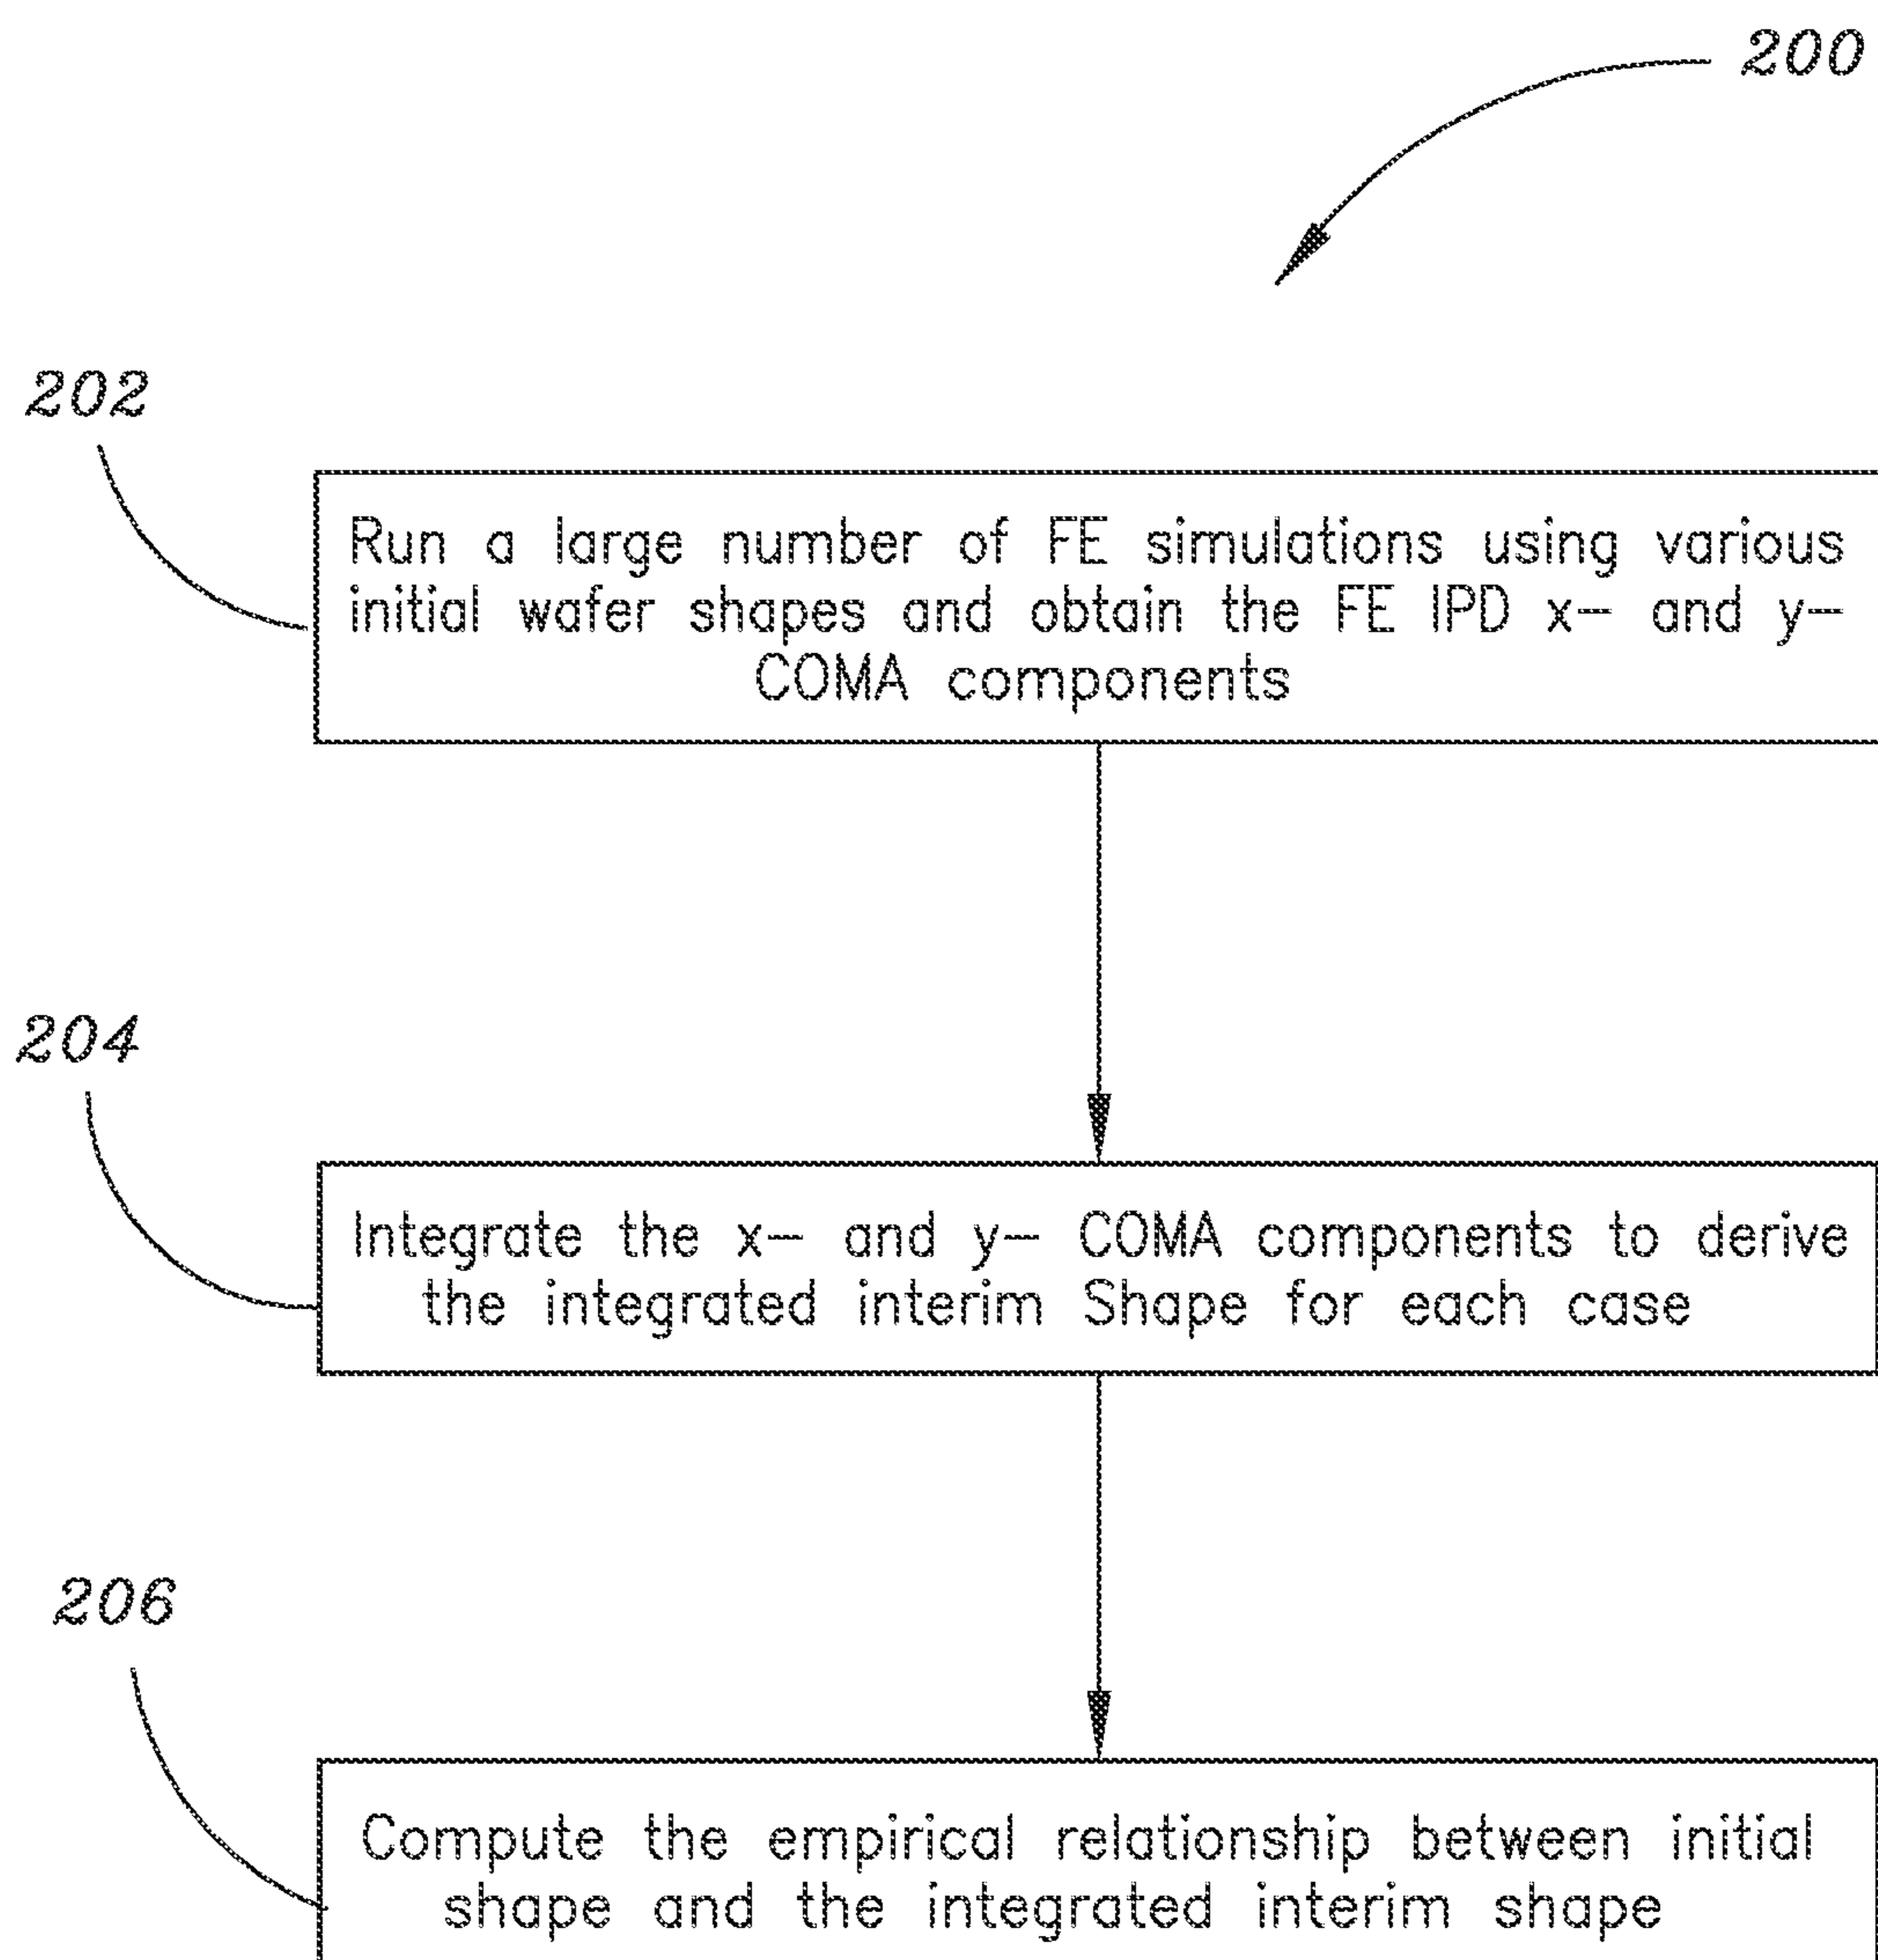 200
202
Run a large number of FE simulations using various
initial wafer shapes and obtain the FE IPD x- and y-
COMA components
204
Integrate the x- and y- COMA components to derive
the integrated interim Shape for each case
206
Compute the empirical relationship between initial
shape and the integrated interim shape